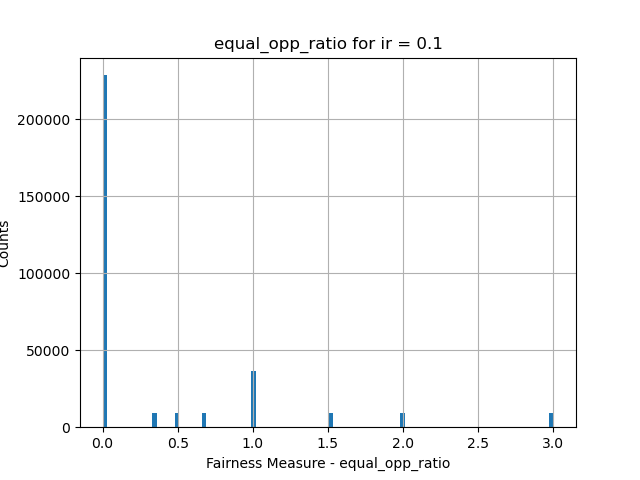 equal_opp_ratio for ir = 0.1
Counts
200000
150000
100000
50000
0
0.0 0.5 1.0 1.5 2.0 2.5 3.0
Fairness Measure - equal_opp_ratio